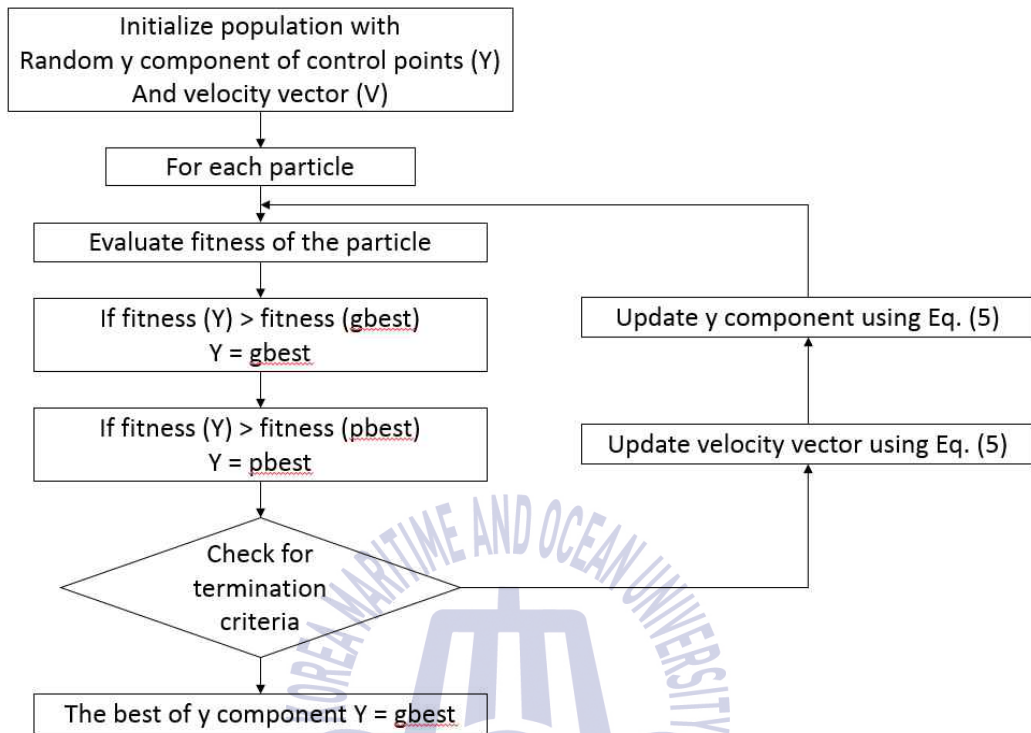 Initialize population with
Random y component of control points (Y)
And velocity vector (V)
For each particle
Evaluate fitness of the particle
If fitness (Y) > fitness (gbest)
Y = gbest
If fitness (Y) > fitness (pbest)
Y = pbest
Check for
termination
criteria
The best of y component Y = gbest
Update y component using Eq. (5)
Update velocity vector using Eq. (5)
KOREA MARITIME AND OCEAN UNIVERSITY